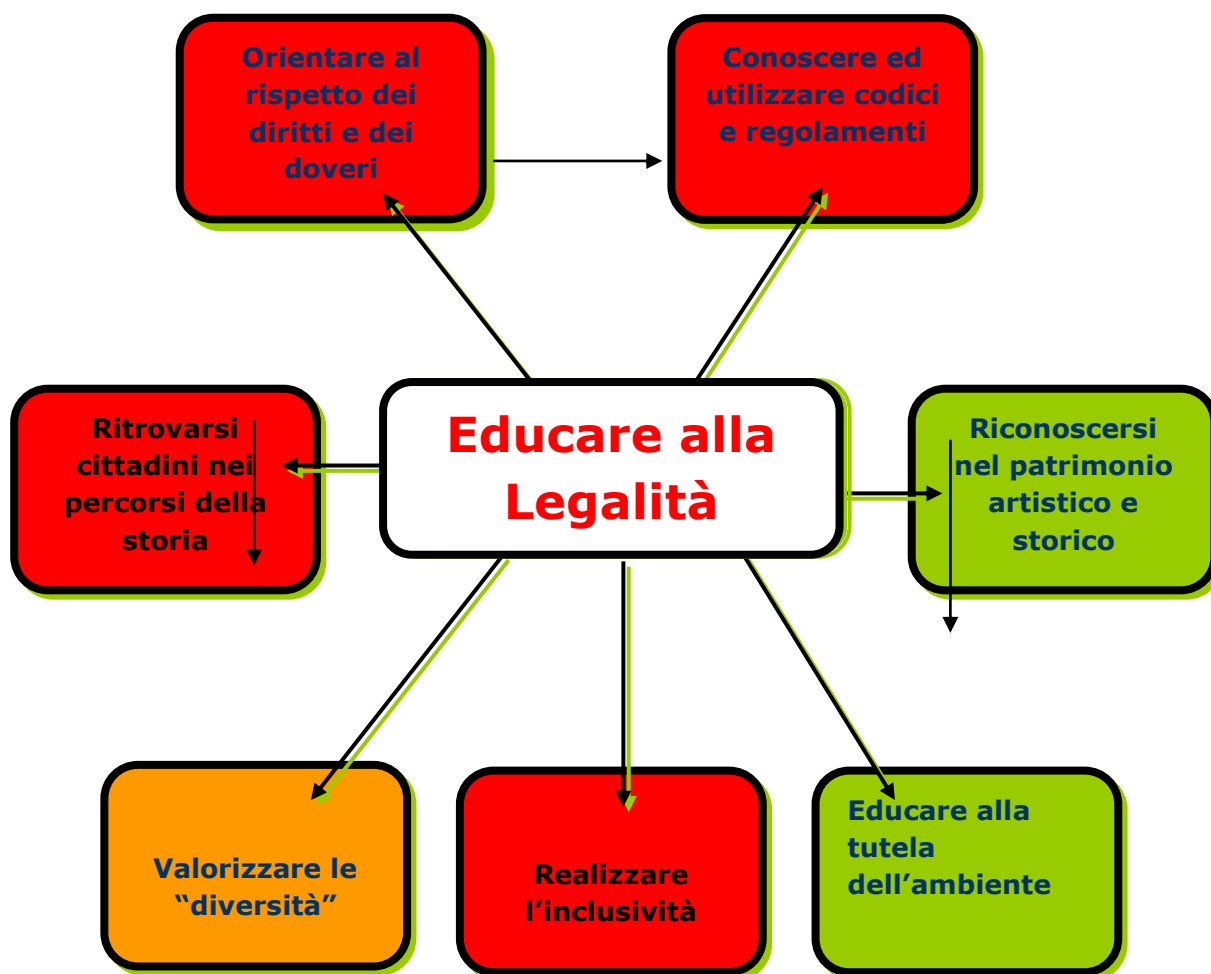 Orientare al
rispetto dei
diritti e dei
doveri
Conoscere ed
utilizzare codici
e regolamenti
Ritrovarsi
cittadini nei
percorsi della
storia
Educare alla
Legalità
Riconoscersi
nel patrimonio
artistico e
storico
Valorizzare le
“diversità”
Realizzare
l’inclusività
Educare alla
tutela
dell’ambiente